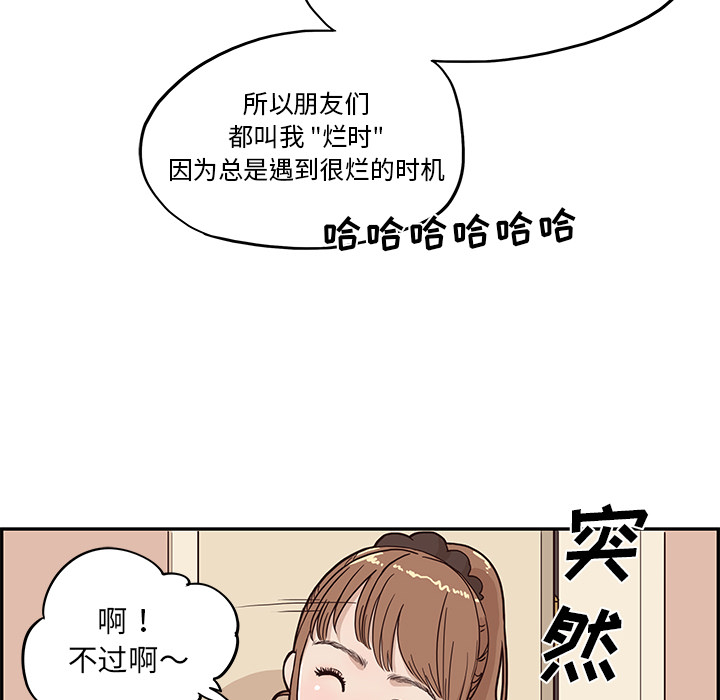 所以朋友们
都叫我 "烂时"
因为总是遇到很烂的时机
哈哈哈哈哈哈
突然
啊！
不过啊～